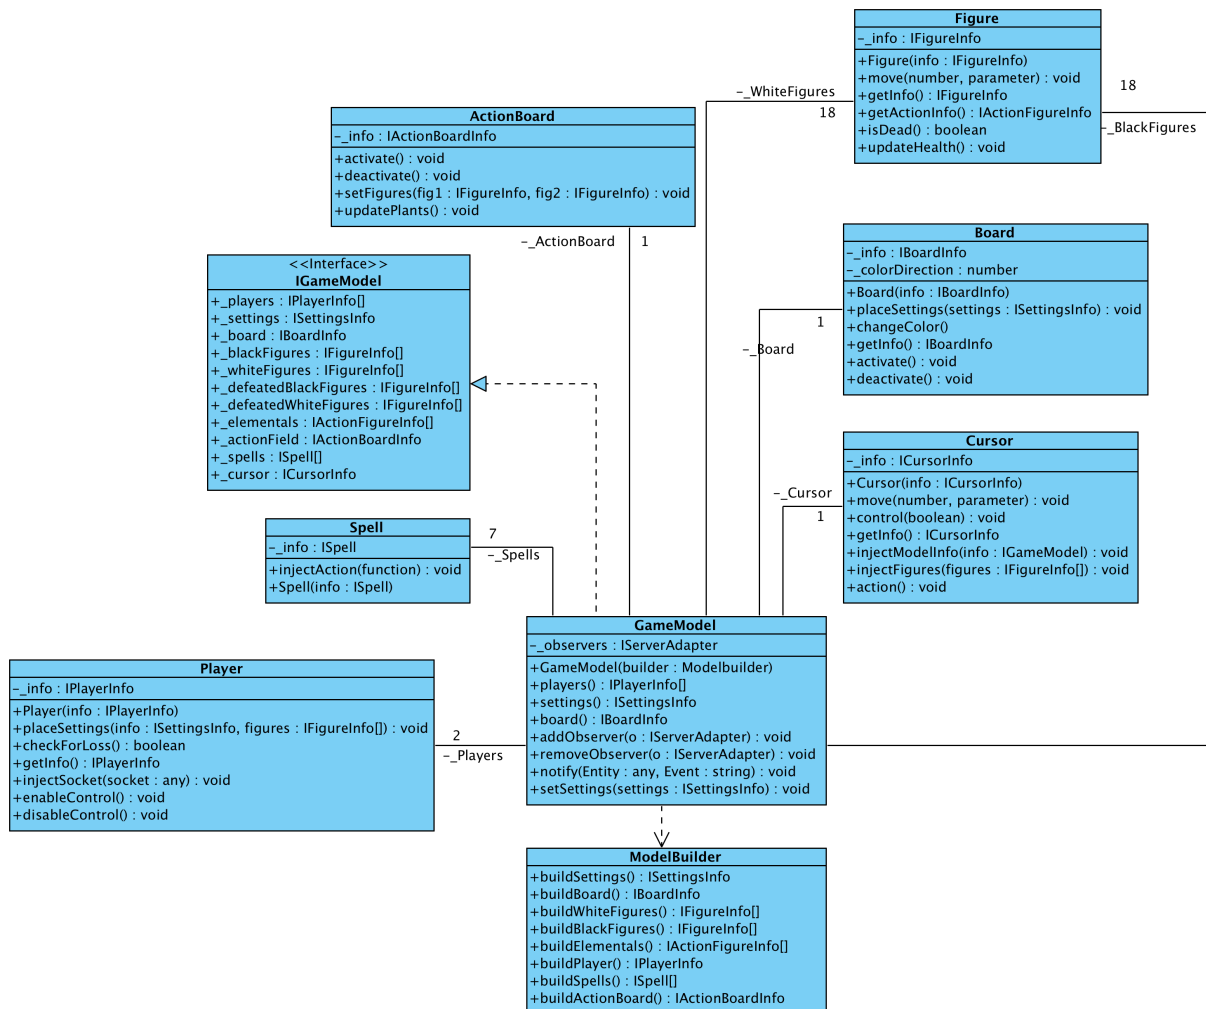 Figure
-_info : IFigureInfo
+Figure(info : IFigureInfo)
+move(number, parameter) : void
+getInfo() : IFigureInfo
+getActionInfo() : IActionFigureInfo
+isDead() : boolean
+updateHealth() : void
-_WhiteFigures
18
18
-_BlackFigures
ActionBoard
-_info : IActionBoardInfo
+activate() : void
+deactivate() : void
+setFigures(fig1 : IFigureInfo, fig2 : IFigureInfo) : void
+updatePlants() : void
-_ActionBoard
1
Board
-_info : IBoardInfo
-_colorDirection : number
+Board(info : IBoardInfo)
+placeSettings(settings : ISettingsInfo) : void
+changeColor()
+getInfo() : IBoardInfo
+activate() : void
+deactivate() : void
1
-_Board
<<Interface>>
IGameModel
+_players : IPlayerInfo[]
+_settings : ISettingsInfo
+_board : IBoardInfo
+_blackFigures : IFigureInfo[]
+_whiteFigures : IFigureInfo[]
+_defeatedBlackFigures : IFigureInfo[]
+_defeatedWhiteFigures : IFigureInfo[]
+_elementals : IActionFigureInfo[]
+_actionField : IActionBoardInfo
+_spells : ISpell[]
+_cursor : ICursorInfo
Cursor
-_info : ICursorInfo
+Cursor(info : ICursorInfo)
+move(number, parameter) : void
+control(boolean) : void
+getInfo() : ICursorInfo
+injectModelInfo(info : IGameModel) : void
+injectFigures(figures : IFigureInfo[]) : void
+action() : void
-_Cursor
1
Spell
-_info : ISpell
+injectAction(function) : void
+Spell(info : ISpell)
7
-_Spells
GameModel
-_observers : IServerAdapter
+GameModel(builder : Modelbuilder)
+players() : IPlayerInfo[]
+settings() : ISettingsInfo
+board() : IBoardInfo
+addObserver(o : IServerAdapter) : void
+removeObserver(o : IServerAdapter) : void
+notify(Entity : any, Event : string) : void
+setSettings(settings : ISettingsInfo) : void
Player
-_info : IPlayerInfo
+Player(info : IPlayerInfo)
+placeSettings(info : ISettingsInfo, figures : IFigureInfo[]) : void
+checkForLoss() : boolean
+getInfo() : IPlayerInfo
+injectSocket(socket : any) : void
+enableControl() : void
+disableControl() : void
2
-_Players
ModelBuilder
+buildSettings() : ISettingsInfo
+buildBoard() : IBoardInfo
+buildWhiteFigures() : IFigureInfo[]
+buildBlackFigures() : IFigureInfo[]
+buildElementals() : IActionFigureInfo[]
+buildPlayer() : IPlayerInfo
+buildSpells() : ISpell[]
+buildActionBoard() : IActionBoardInfo